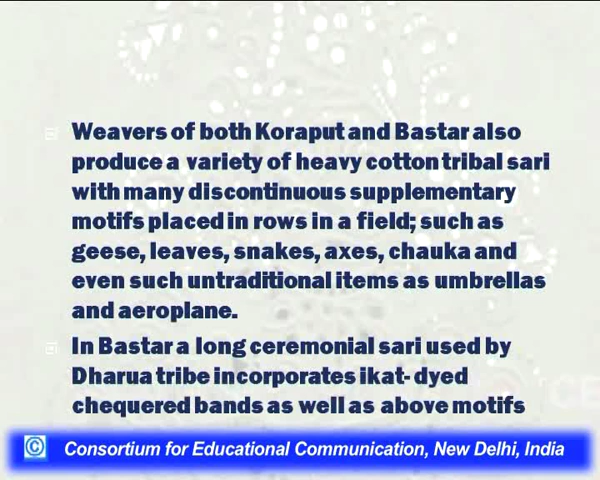 Weavers of both Koraput and Bastar also
produce a variety of heavy cotton tribal sari
with many discontinuous supplementary
motifs placed in rows in a field; such as
geese, leaves, snakes, axes, chauka and
even such untraditional items as umbrellas
and aeroplane.
In Bastar a long ceremonial sari used by
Dharua tribe incorporates ikat- dyed
chequered bands as well as above motifs
© Consortium for Educational Communication, New Delhi, India